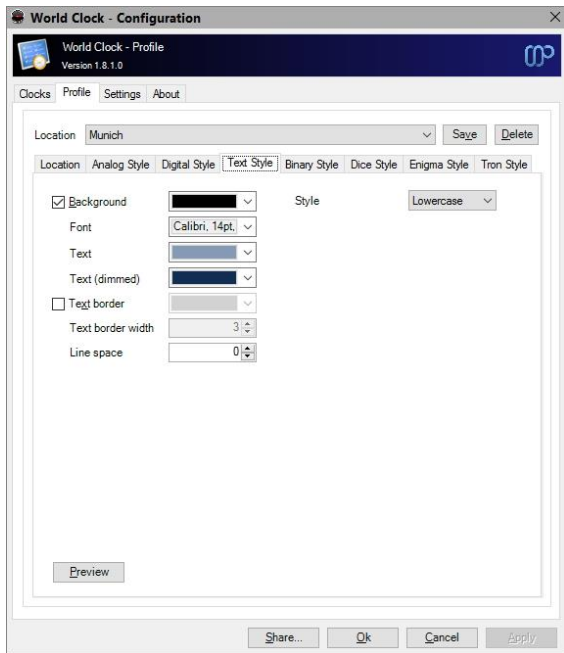 World Clock - Configuration
World Clock - Profile
Version 1.8.1.0
Clocks Profile Settings About
Location Munich Save Delete
Location Analog Style Digital Style Text Style Binary Style Dice Style Enigma Style Tron Style
Background Style Lowercase
Font Calibri, 14pt,
Text
Text (dimmed)
Text border
Text border width 3
Line space 0
Preview
Share... Ok Cancel Apply